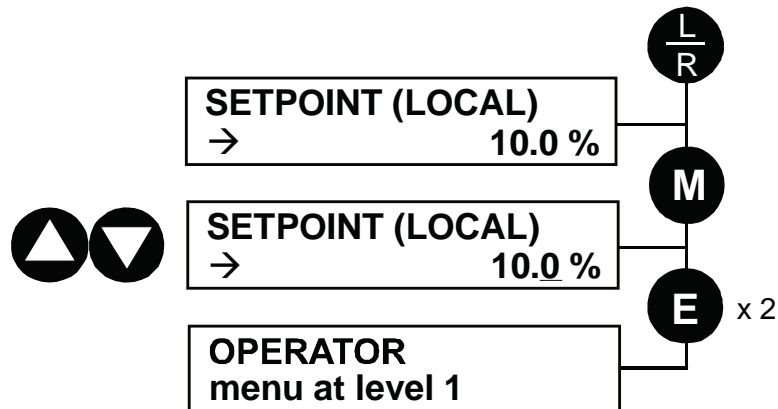 L
R
SETPOINT (LOCAL)
→ 10.0 %
M
SETPOINT (LOCAL)
→ 10.0 %
E x 2
OPERATOR
menu at level 1